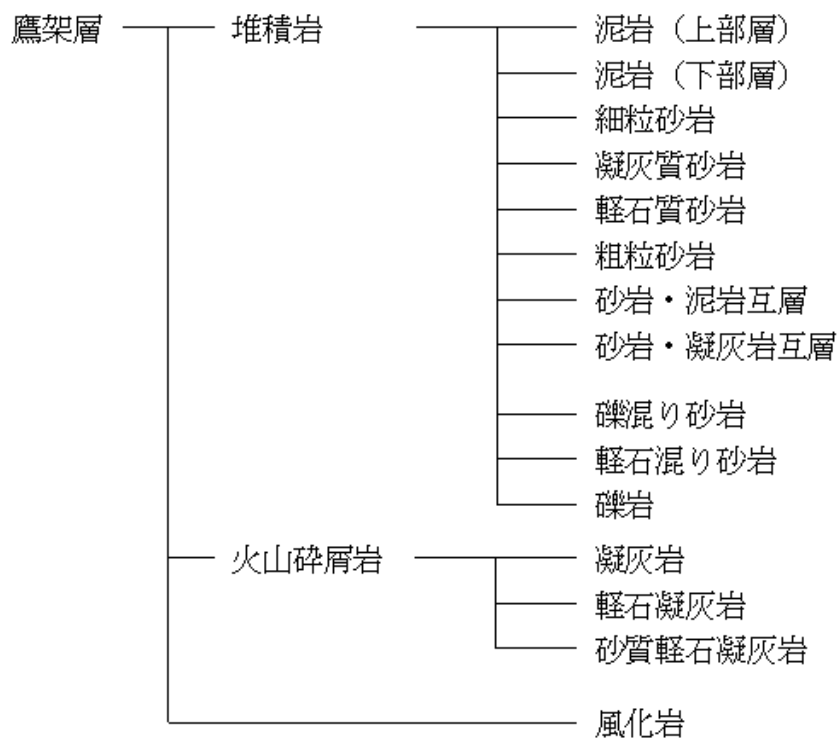 鷹架層 堆積岩 泥岩（上部層）
泥岩（下部層）
細粒砂岩
凝灰質砂岩
軽石質砂岩
粗粒砂岩
砂岩・泥岩互層
砂岩・凝灰岩互層
礫混り砂岩
軽石混り砂岩
礫岩
火山砕屑岩 凝灰岩
軽石凝灰岩
砂質軽石凝灰岩
風化岩